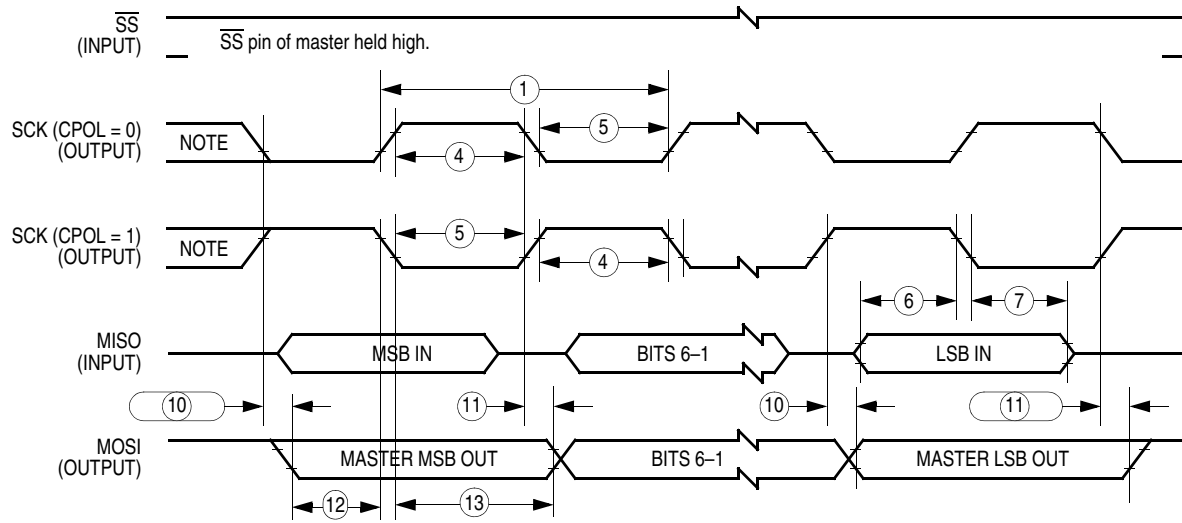 SS
(INPUT)
SS pin of master held high.
1
SCK (CPOL = 0)
(OUTPUT)
NOTE
4
5
SCK (CPOL = 1)
(OUTPUT)
NOTE
5
4
6
7
MISO
(INPUT)
MSB IN
BITS 6–1
LSB IN
10
11
10
11
MOSI
(OUTPUT)
MASTER MSB OUT
BITS 6–1
MASTER LSB OUT
12
13